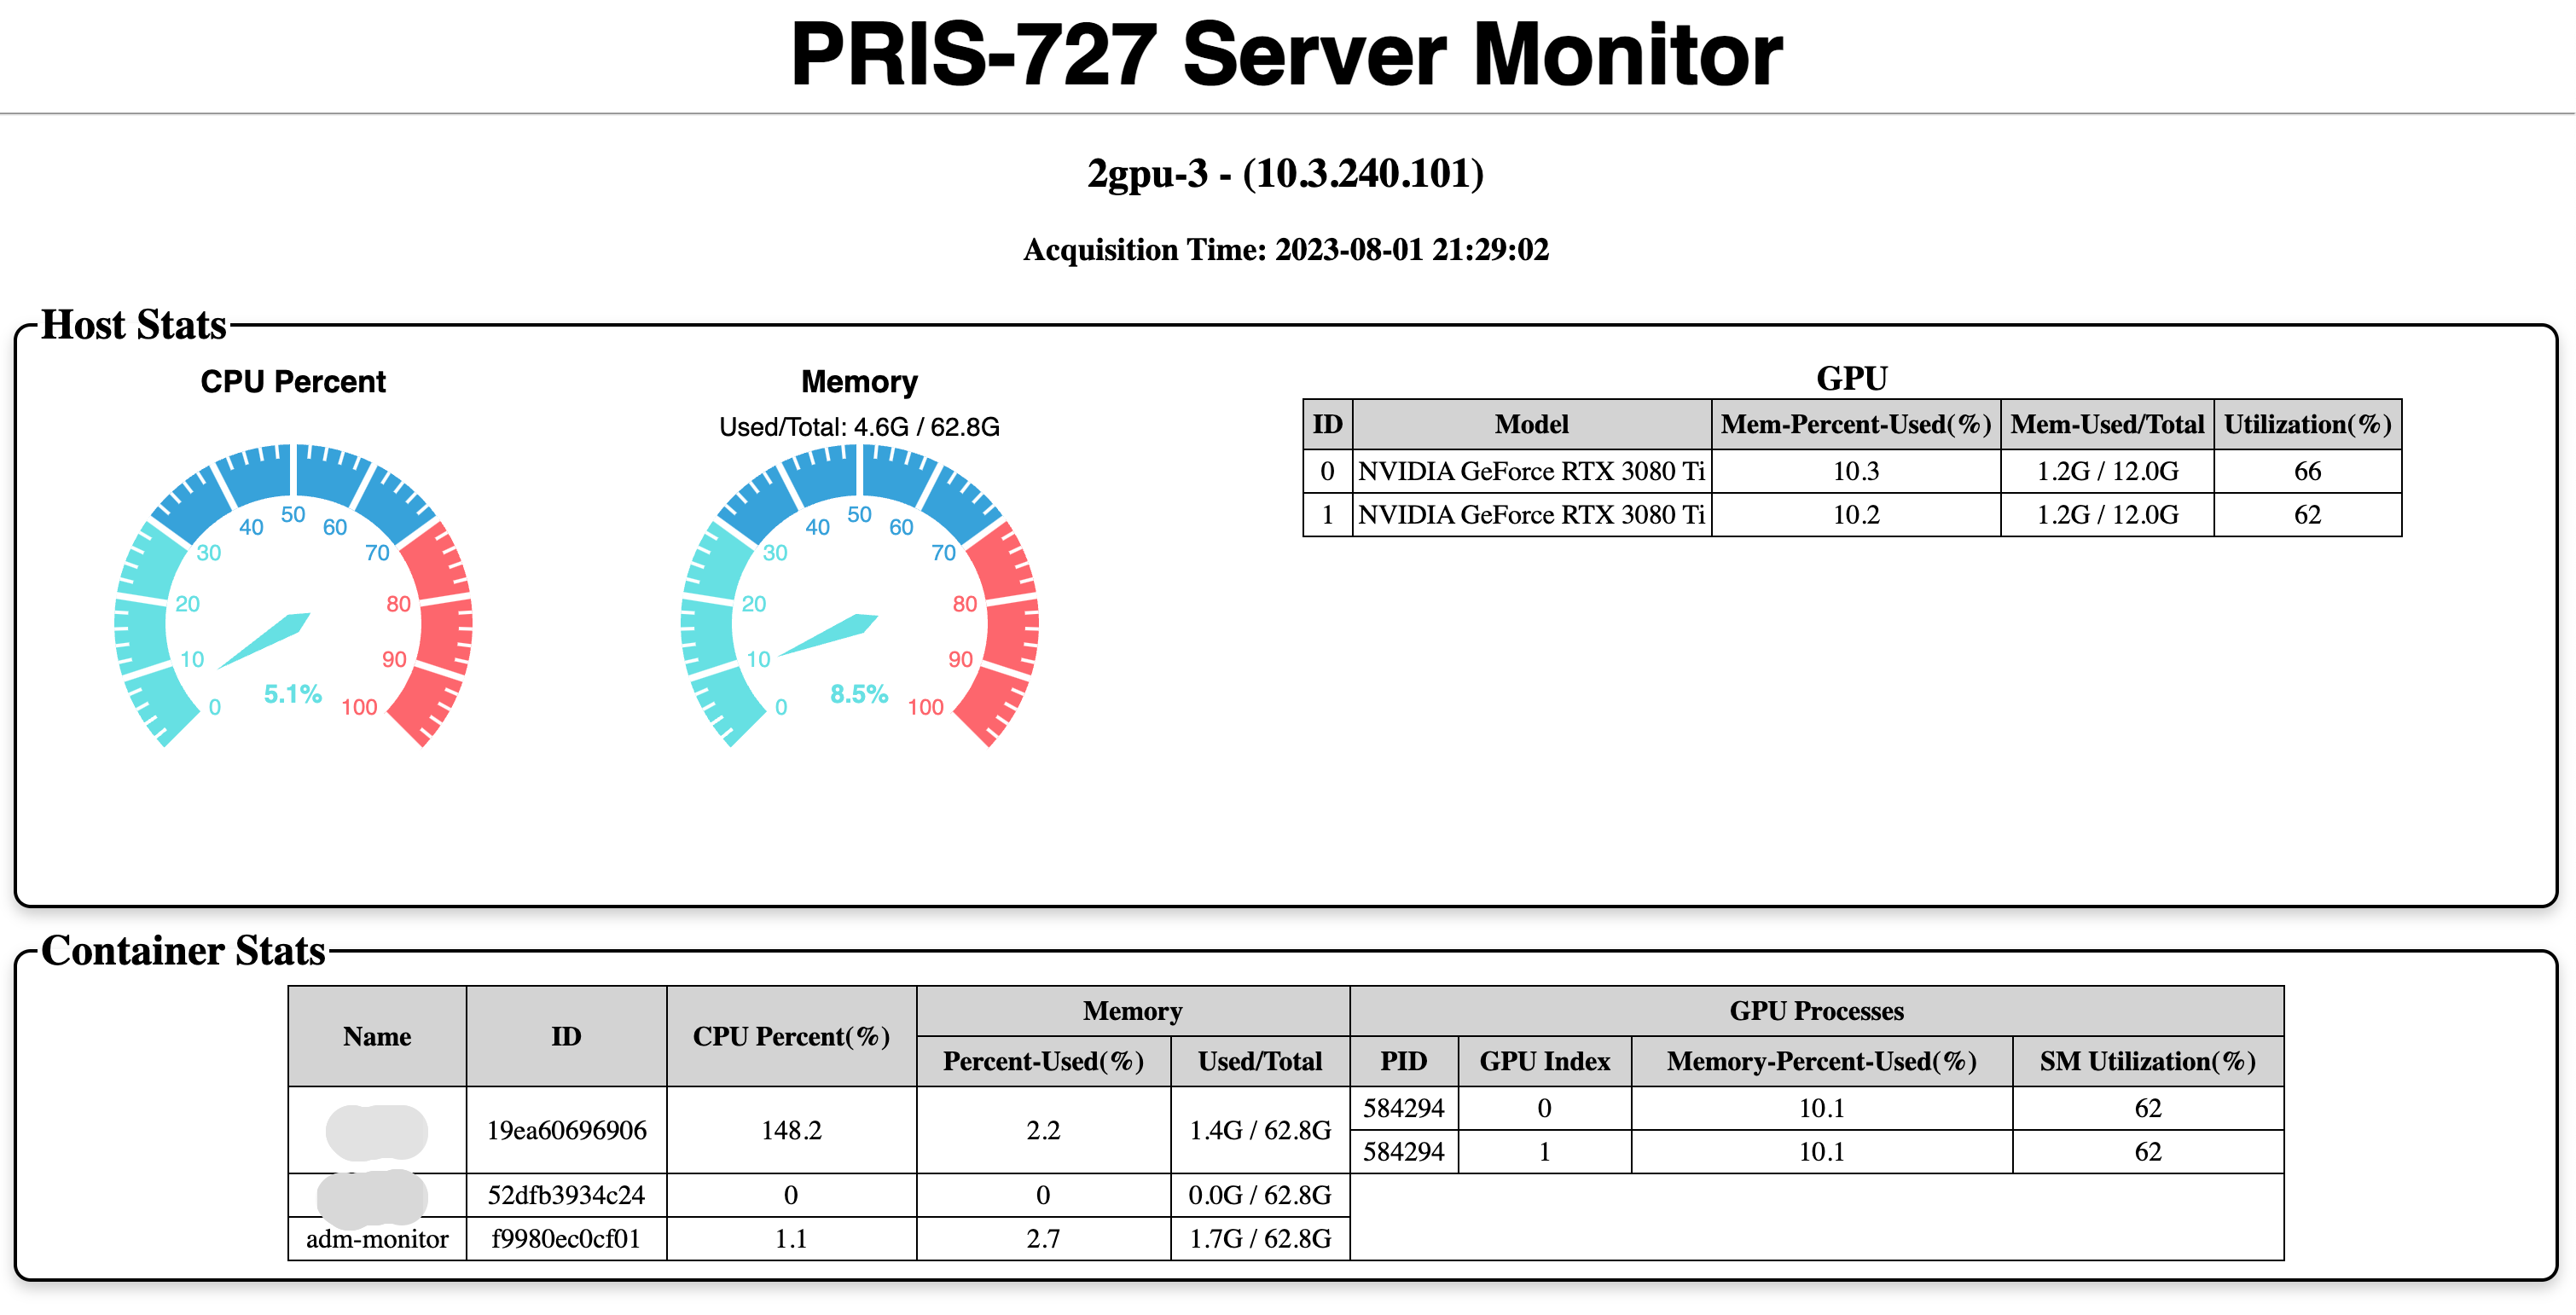 PRIS-727 Server Monitor
2gpu-3 - (10.3.240.101)
Acquisition Time: 2023-08-01 21:29:02
Host Stats
CPU Percent
0 10 20 30 40 50 60 70 80 90 100
5.1%
Memory
Used/Total: 4.6G / 62.8G
0 10 20 30 40 50 60 70 80 90 100
8.5%
GPU
ID Model Mem-Percent-Used(%) Mem-Used/Total Utilization(%)
0 NVIDIA GeForce RTX 3080 Ti 10.3 1.2G / 12.0G 66
1 NVIDIA GeForce RTX 3080 Ti 10.2 1.2G / 12.0G 62
Container Stats
Name ID CPU Percent(%) Memory GPU Processes
Percent-Used(%) Used/Total PID GPU Index Memory-Percent-Used(%) SM Utilization(%)
19ea60696906 148.2 2.2 1.4G / 62.8G 584294 0 10.1 62
584294 1 10.1 62
52dfb3934c24 0 0 0.0G / 62.8G
adm-monitor f9980ec0cf01 1.1 2.7 1.7G / 62.8G